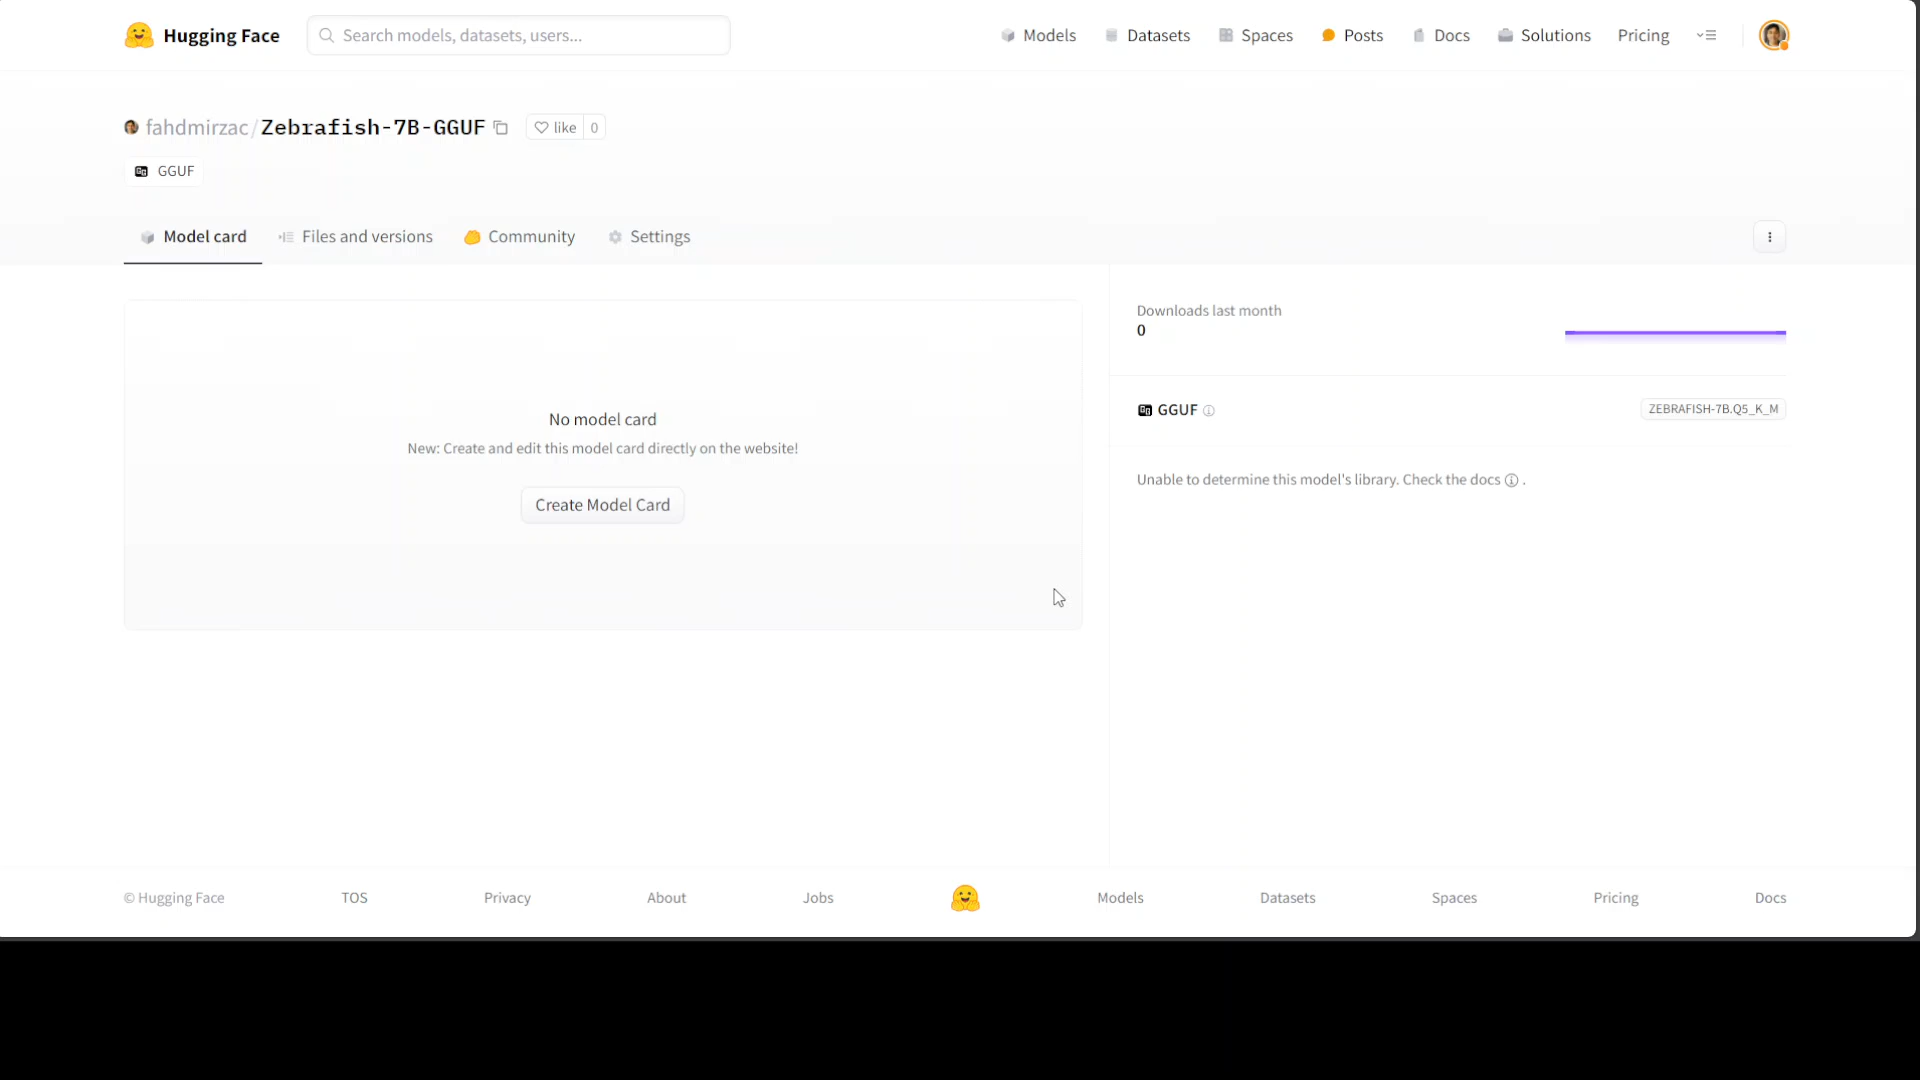 Hugging Face
Search models, datasets, users...
Models
Datasets
Spaces
Posts
Docs
Solutions
Pricing
fahdmirzac/Zebrafish-7B-GGUF
like 0
GGUF
Model card
Files and versions
Community
Settings
No model card
New: Create and edit this model card directly on the website!
Create Model Card
Downloads last month
0
GGUF
ZEBRAFISH-7B.Q5_K_M
Unable to determine this model's library. Check the docs .
© Hugging Face
TOS
Privacy
About
Jobs
Models
Datasets
Spaces
Pricing
Docs